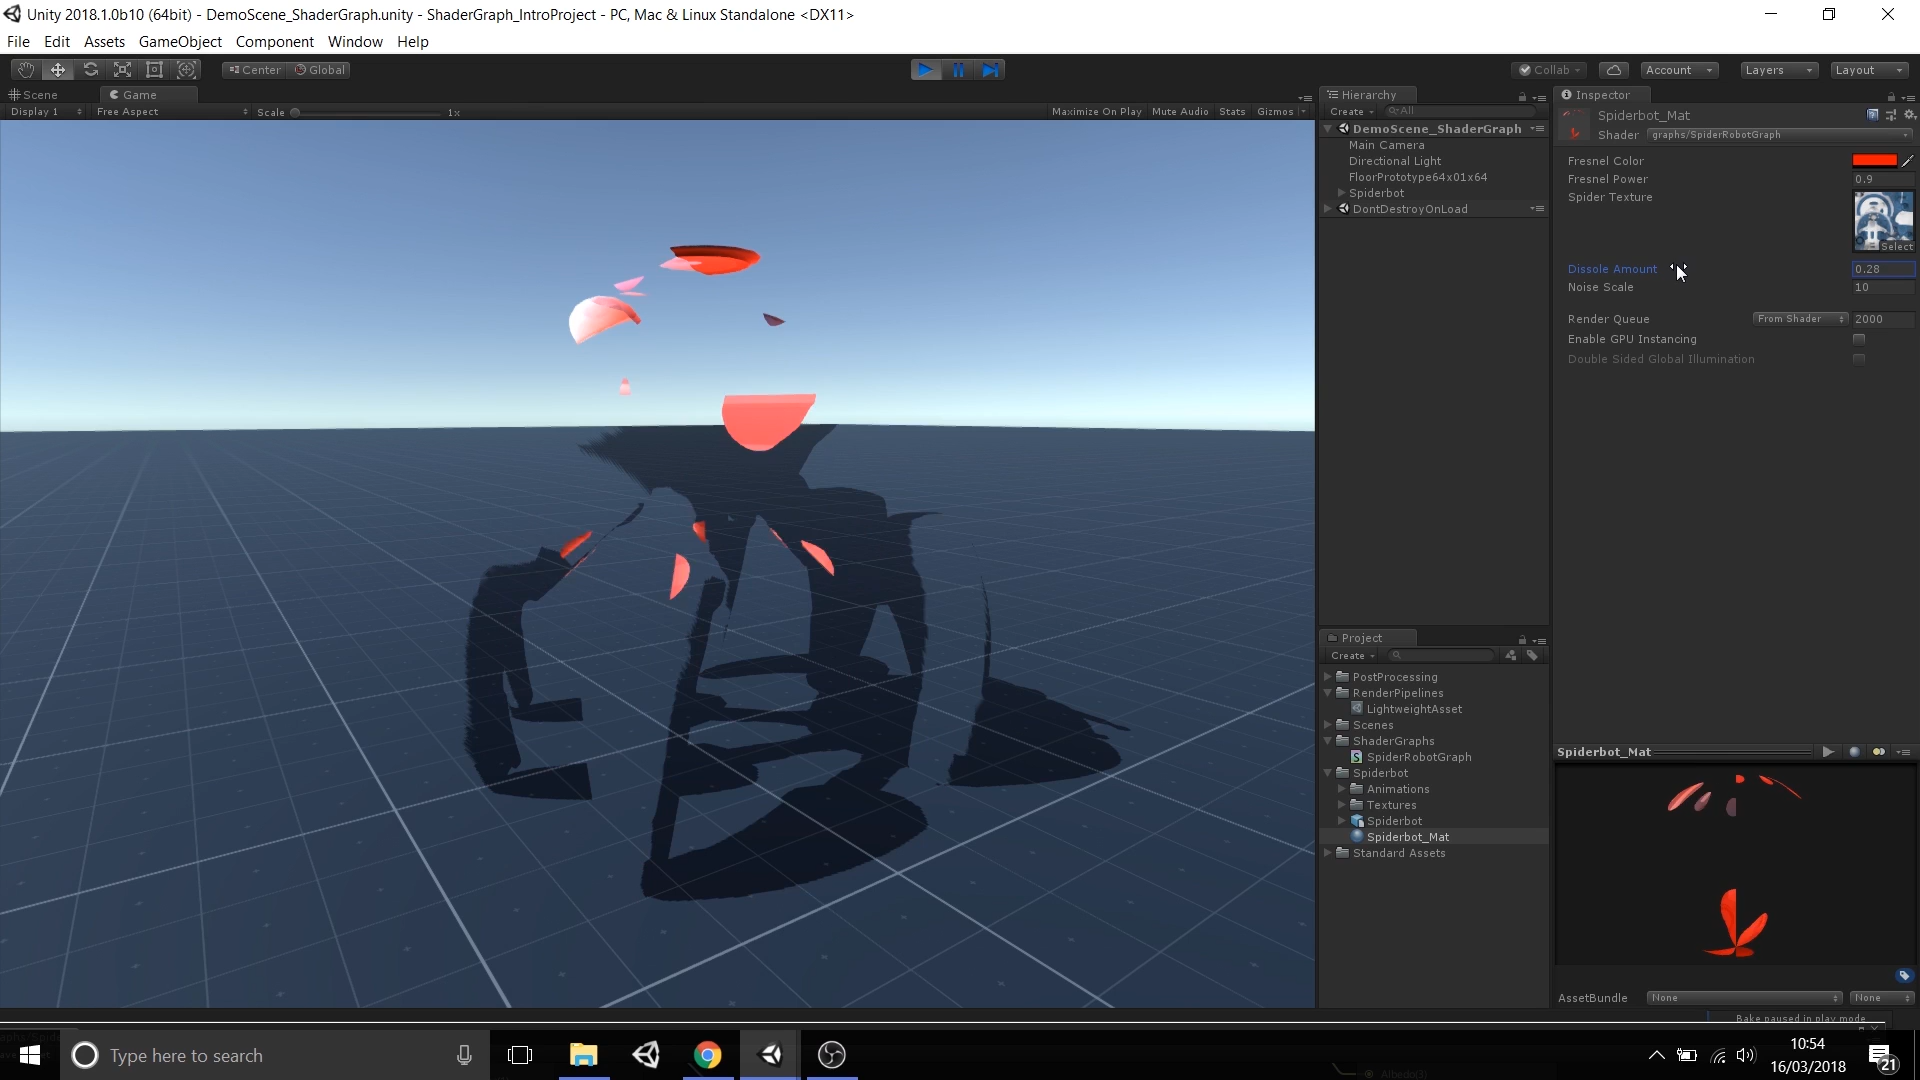 Unity 2018.1.0b10 (64bit) - DemoScene_ShaderGraph.unity - ShaderGraph_IntroProject - PC, Mac & Linux Standalone <DX11>
File Edit Assets GameObject Component Window Help
Center Global Collab Account Layers Layout
Scene Game
Display 1 Free Aspect Scale 1x Maximize On Play Mute Audio Stats Gizmos
Hierarchy
Create All
DemoScene_ShaderGraph
Main Camera
Directional Light
FloorPrototype64x01x64
Spiderbot
DontDestroyOnLoad
Project
Create
PostProcessing
RenderPipelines
LightweightAsset
Scenes
ShaderGraphs
SpiderRobotGraph
Spiderbot
Animations
Textures
Spiderbot
Spiderbot_Mat
Standard Assets
Inspector
Spiderbot_Mat
Shader graphs/SpiderRobotGraph
Fresnel Color
Fresnel Power 0.9
Spider Texture
Select
Dissole Amount 0.28
Noise Scale 10
Render Queue From Shader 2000
Enable GPU Instancing
Double Sided Global Illumination
Spiderbot_Mat
AssetBundle None None
Bake paused in play mode
Type here to search
10:54
16/03/2018
21